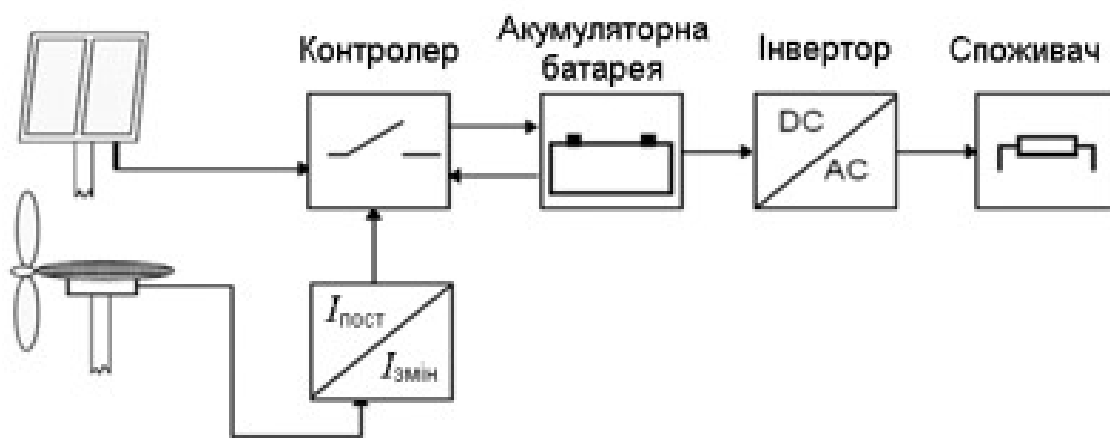 Контролер
Акумуляторна
батарея
Інвертор
Споживач
DC
AC
Iпост
Iзмін